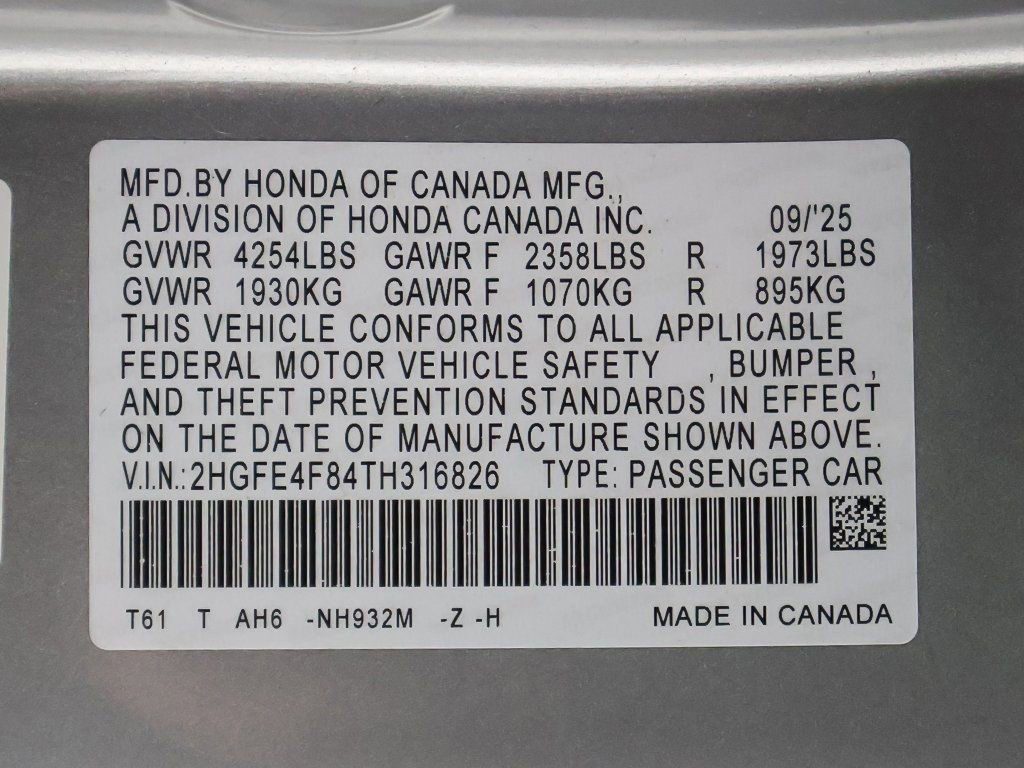 MFD.BY HONDA OF CANADA MFG.,
A DIVISION OF HONDA CANADA INC. 09/'25
GVWR 4254LBS GAWR F 2358LBS R 1973LBS
GVWR 1930KG GAWR F 1070KG R 895KG
THIS VEHICLE CONFORMS TO ALL APPLICABLE
FEDERAL MOTOR VEHICLE SAFETY , BUMPER ,
AND THEFT PREVENTION STANDARDS IN EFFECT
ON THE DATE OF MANUFACTURE SHOWN ABOVE.
V.I.N.: 2HGFE4F84TH316826 TYPE: PASSENGER CAR
T61 T AH6 -NH932M -Z -H MADE IN CANADA